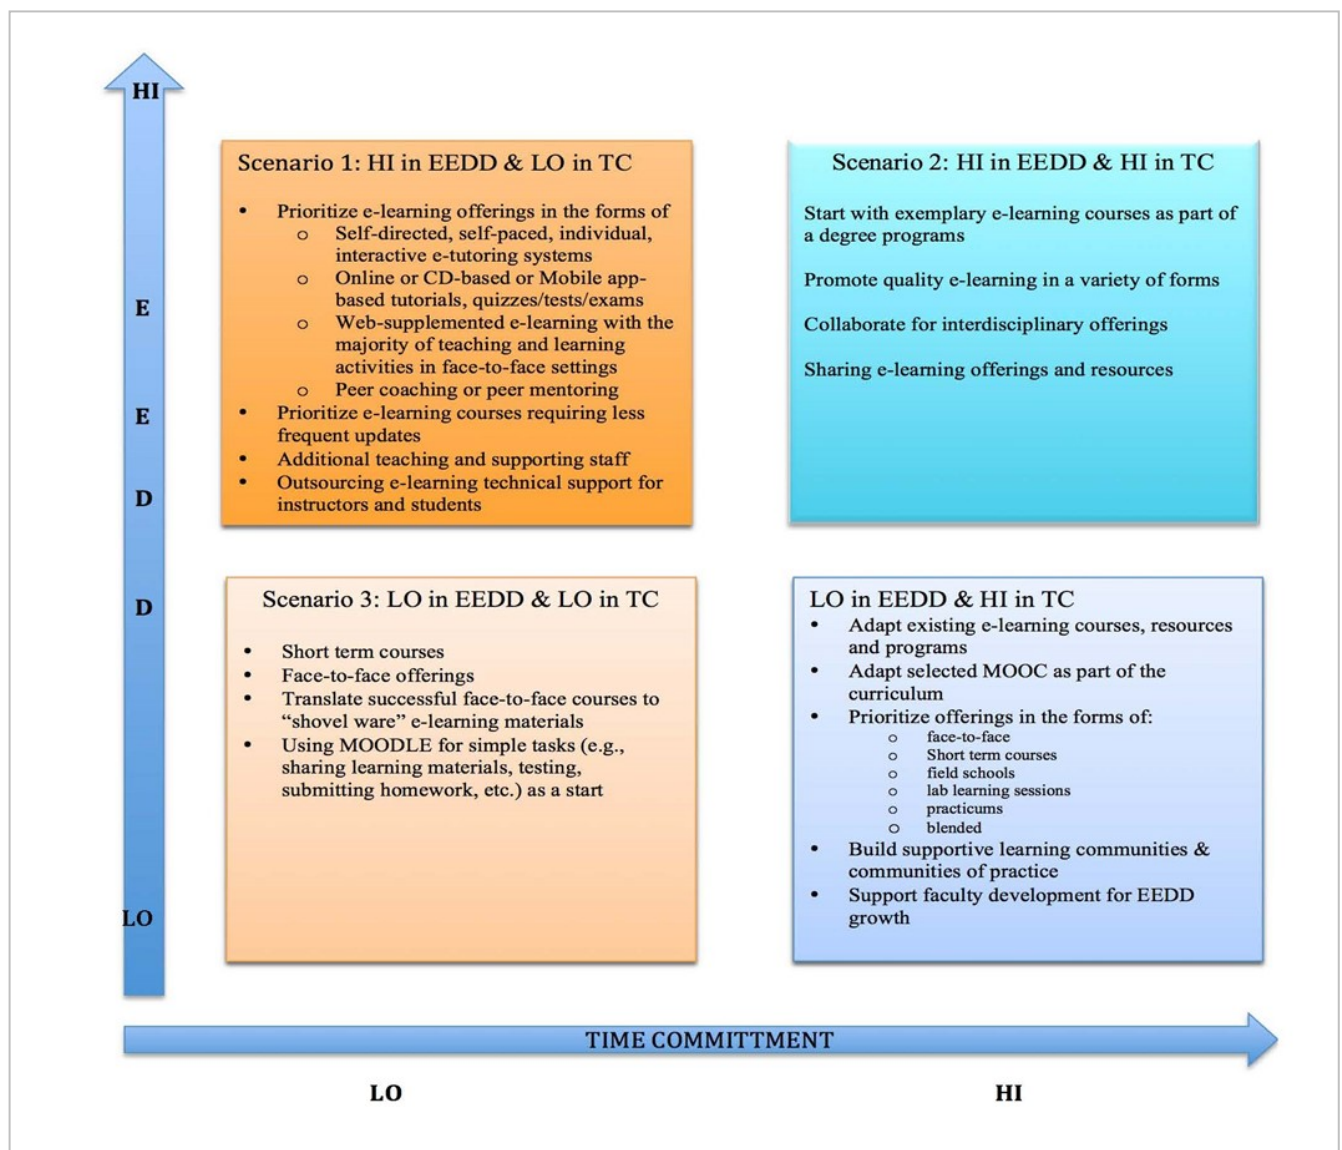 HI
E
E
D
D
LO
Scenario 1: HI in EEDD & LO in TC
• Prioritize e-learning offerings in the forms of
o Self-directed, self-paced, individual,
interactive e-tutoring systems
o Online or CD-based or Mobile app-
based tutorials, quizzes/tests/exams
o Web-supplemented e-learning with the
majority of teaching and learning
activities in face-to-face settings
o Peer coaching or peer mentoring
• Prioritize e-learning courses requiring less
frequent updates
• Additional teaching and supporting staff
• Outsourcing e-learning technical support for
instructors and students
Scenario 2: HI in EEDD & HI in TC
Start with exemplary e-learning courses as part of
a degree programs
Promote quality e-learning in a variety of forms
Collaborate for interdisciplinary offerings
Sharing e-learning offerings and resources
Scenario 3: LO in EEDD & LO in TC
• Short term courses
• Face-to-face offerings
• Translate successful face-to-face courses to
“shovel ware” e-learning materials
• Using MOODLE for simple tasks (e.g.,
sharing learning materials, testing,
submitting homework, etc.) as a start
LO in EEDD & HI in TC
• Adapt existing e-learning courses, resources
and programs
• Adapt selected MOOC as part of the
curriculum
• Prioritize offerings in the forms of:
o face-to-face
o Short term courses
o field schools
o lab learning sessions
o practicums
o blended
• Build supportive learning communities &
communities of practice
• Support faculty development for EEDD
growth
TIME COMMITTMENT
LO
HI